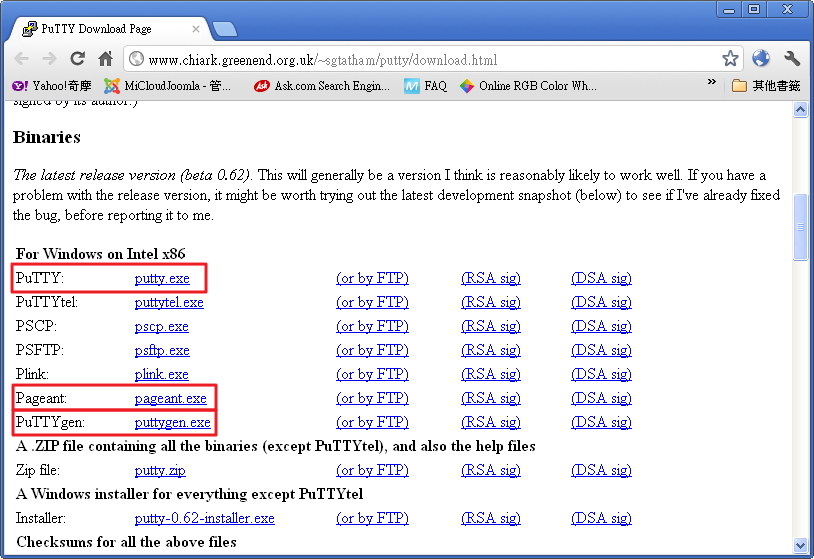 PuTTY Download Page
www.chiark.greenend.org.uk/~sgtatham/putty/download.html
Yahoo!奇摩 MiCloudJoomla - 管... Ask.com Search Engin... FAQ Online RGB Color Wh... » 其他書籤
signed by its author.)
Binaries
The latest release version (beta 0.62). This will generally be a version I think is reasonably likely to work well. If you have a
problem with the release version, it might be worth trying out the latest development snapshot (below) to see if I've already fixed
the bug, before reporting it to me.
For Windows on Intel x86
PuTTY: putty.exe (or by FTP) (RSA sig) (DSA sig)
PuTTYtel: puttytel.exe (or by FTP) (RSA sig) (DSA sig)
PSCP: pscp.exe (or by FTP) (RSA sig) (DSA sig)
PSFTP: psftp.exe (or by FTP) (RSA sig) (DSA sig)
Plink: plink.exe (or by FTP) (RSA sig) (DSA sig)
Pageant: pageant.exe (or by FTP) (RSA sig) (DSA sig)
PuTTYgen: puttygen.exe (or by FTP) (RSA sig) (DSA sig)
A .ZIP file containing all the binaries (except PuTTYtel), and also the help files
Zip file: putty.zip (or by FTP) (RSA sig) (DSA sig)
A Windows installer for everything except PuTTYtel
Installer: putty-0.62-installer.exe (or by FTP) (RSA sig) (DSA sig)
Checksums for all the above files